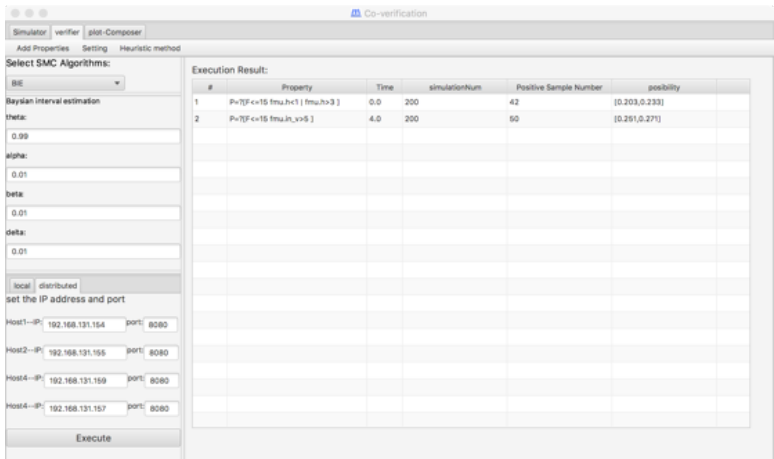 Co-verification
Simulator verifier plot-Composer
Add Properties Setting Heuristic method
Select SMC Algorithms:
BIE
Baysian interval estimation
theta:
0.99
alpha:
0.01
beta:
0.01
delta:
0.01
local distributed
set the IP address and port
Host1--IP: 192.168.131.154 port: 8080
Host2--IP: 192.168.131.155 port: 8080
Host4--IP: 192.168.131.159 port: 8080
Host4--IP: 192.168.131.157 port: 8080
Execute
Execution Result:
# Property Time simulationNum Positive Sample Number posibility
1 P=?[F<=15 fmu.h<1 | fmu.h>3 ] 0.0 200 42 [0.203,0.233]
2 P=?[F<=15 fmu.in_v>5 ] 4.0 200 50 [0.251,0.271]